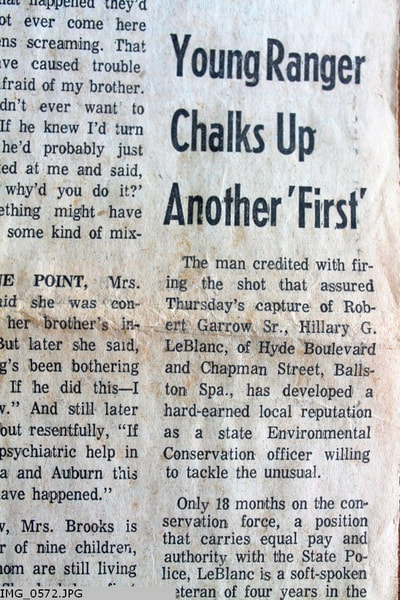 hat happened they'd
ot ever come here
ens screaming. That
ve caused trouble
fraid of my brother.
dn't ever want to
If he knew I'd turn
he'd probably just
ed at me and said,
why'd you do it?'
ething might have
some kind of mix-
NE POINT, Mrs.
aid she was con-
her brother's in-
But later she said,
g's been bothering
If he did this—I
w." And still later
out resentfully, "If
psychiatric help in
a and Auburn this
ave happened."
w, Mrs. Brooks is
r of nine children,
om are still living
Young Ranger
Chalks Up
Another 'First'
The man credited with fir-
ing the shot that assured
Thursday's capture of Rob-
ert Garrow Sr., Hillary G.
LeBlanc, of Hyde Boulevard
and Chapman Street, Balls-
ton Spa., has developed a
hard-earned local reputation
as a state Environmental
Conservation officer willing
to tackle the unusual.
Only 18 months on the con-
servation force, a position
that carries equal pay and
authority with the State Po-
lice, LeBlanc is a soft-spoken
veteran of four years in the
IMG_0572.JPG